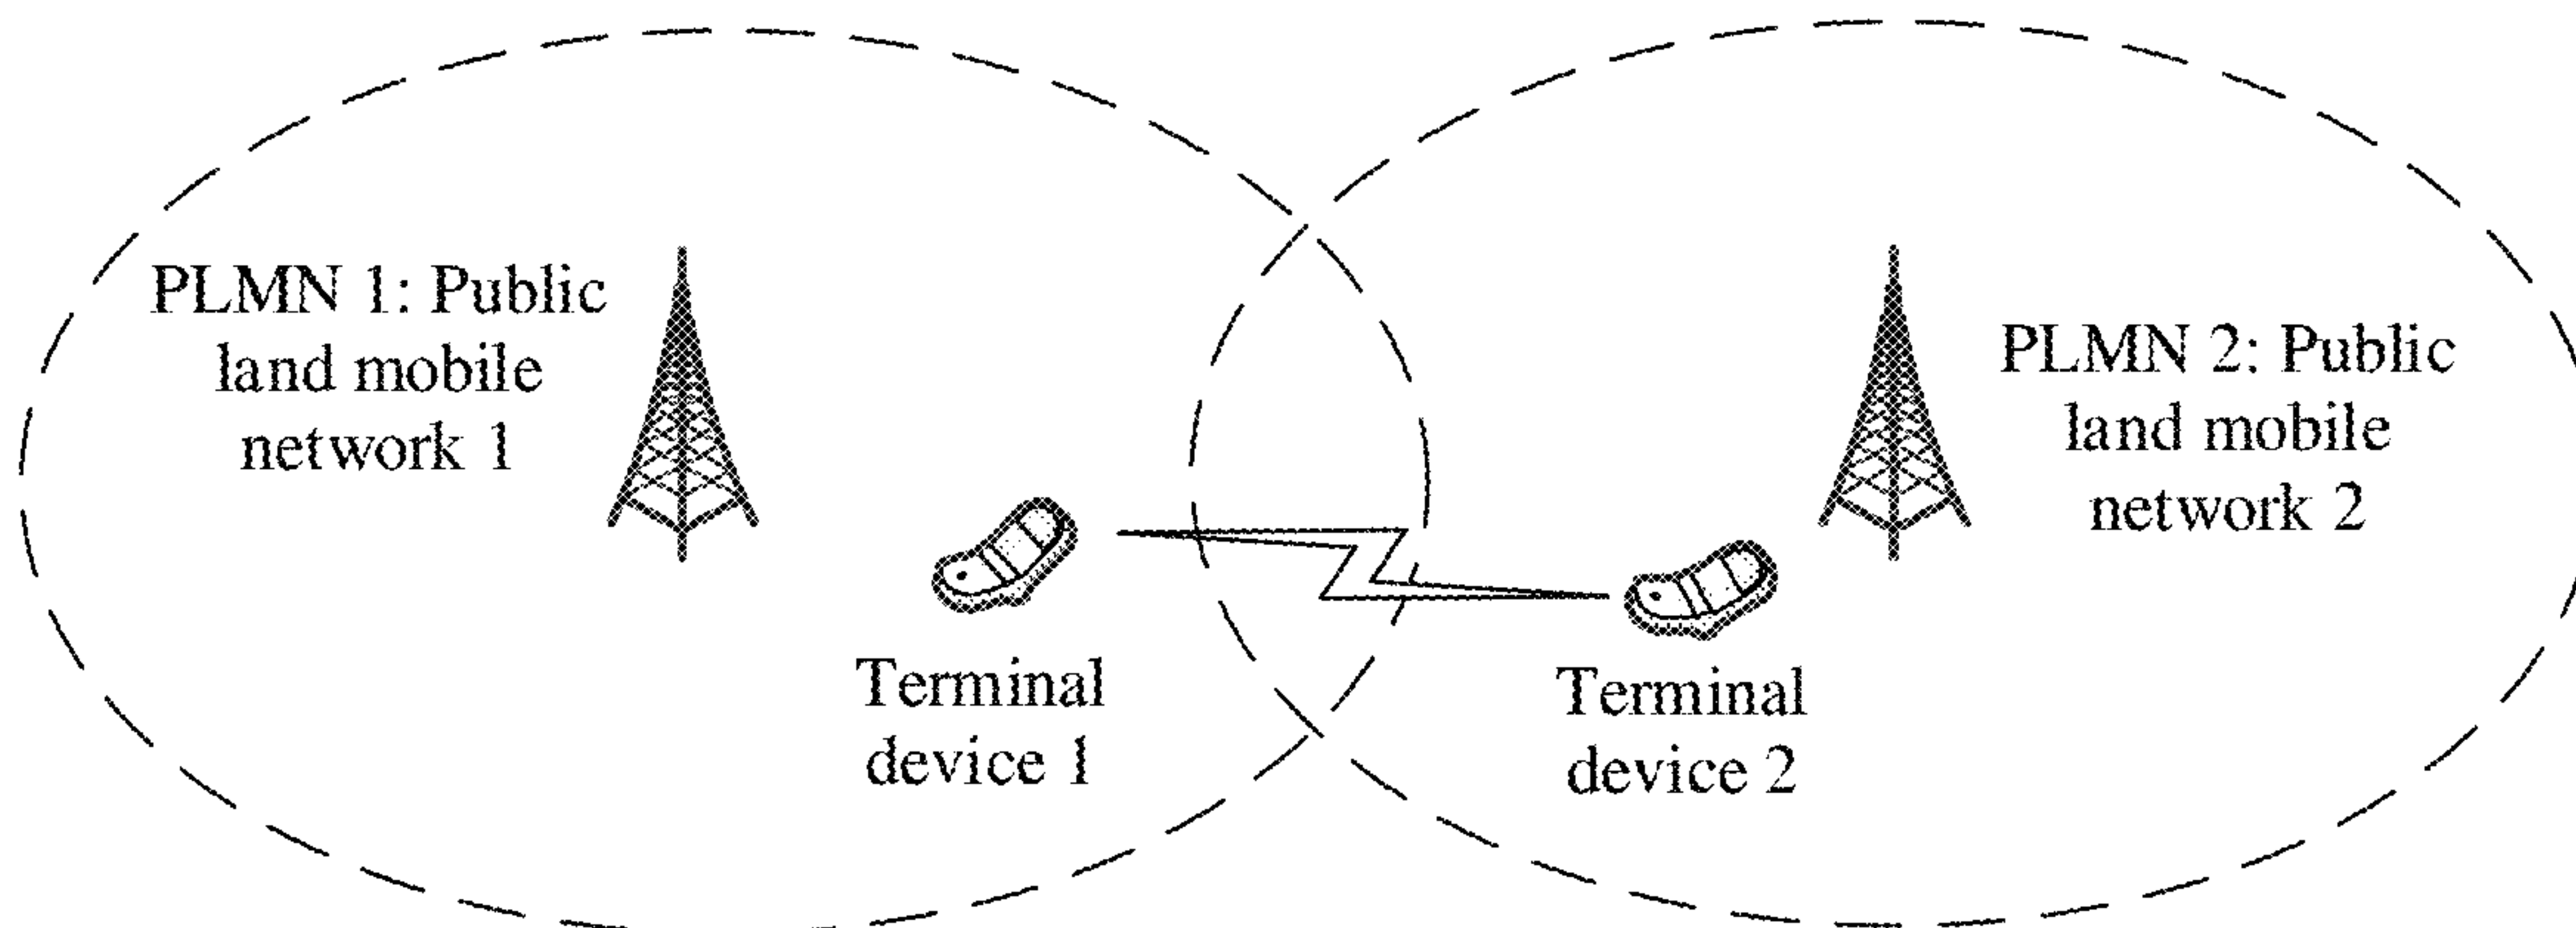 PLMN 1: Public
land mobile
network 1
PLMN 2: Public
land mobile
network 2
Terminal
device 1
Terminal
device 2